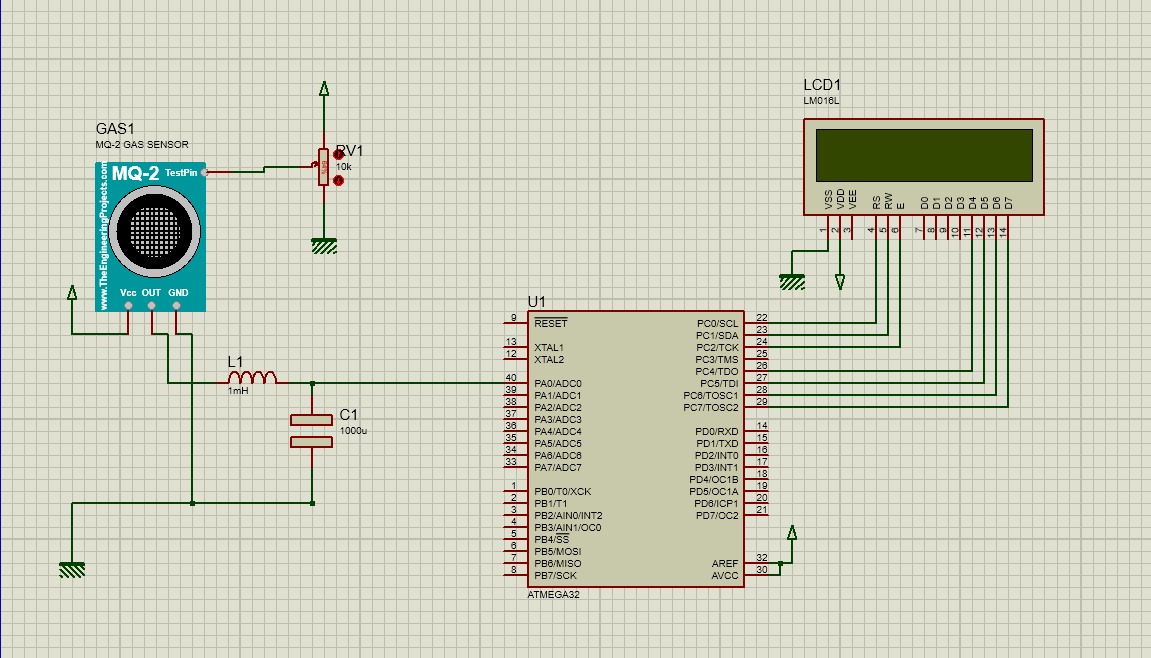 GAS1
MQ-2 GAS SENSOR
MQ-2 TestPin
www.TheEngineeringProjects.com
Vcc OUT GND
RV1
10k
LCD1
LM016L
VSS VDD VEE RS RW E D0 D1 D2 D3 D4 D5 D6 D7
1 2 3 4 5 6 7 8 9 10 11 12 13 14
L1
1mH
C1
1000u
U1
9 RESET
13 XTAL1
12 XTAL2
40 PA0/ADC0
39 PA1/ADC1
38 PA2/ADC2
37 PA3/ADC3
36 PA4/ADC4
35 PA5/ADC5
34 PA6/ADC6
33 PA7/ADC7
1 PB0/T0/XCK
2 PB1/T1
3 PB2/AIN0/INT2
4 PB3/AIN1/OC0
5 PB4/SS
6 PB5/MOSI
7 PB6/MISO
8 PB7/SCK
PC0/SCL 22
PC1/SDA 23
PC2/TCK 24
PC3/TMS 25
PC4/TDO 26
PC5/TDI 27
PC6/TOSC1 28
PC7/TOSC2 29
PD0/RXD 14
PD1/TXD 15
PD2/INT0 16
PD3/INT1 17
PD4/OC1B 18
PD5/OC1A 19
PD6/ICP1 20
PD7/OC2 21
AREF 32
AVCC 30
ATMEGA32